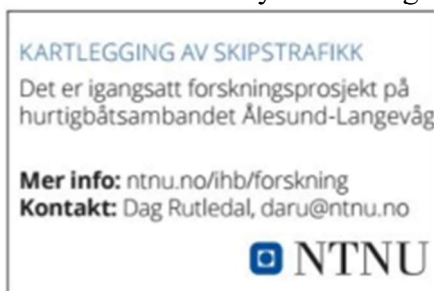 KARTLEGGING AV SKIPSTRAFIKK
Det er igangsatt forskningsprosjekt på
hurtigbåtsambandet Ålesund-Langevåg
Mer info: ntnu.no/ihb/forskning
Kontakt: Dag Rutledal, daru@ntnu.no
NTNU